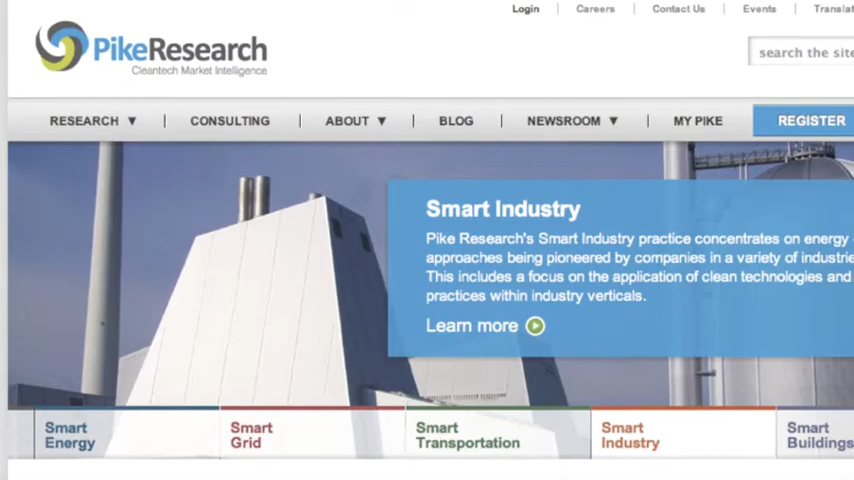 Login
Careers
Contact Us
Events
PikeResearch
Cleantech Market Intelligence
search the site
RESEARCH ▼
CONSULTING
ABOUT ▼
BLOG
NEWSROOM ▼
MY PIKE
REGISTER
Smart Industry
Pike Research's Smart Industry practice concentrates on energy
approaches being pioneered by companies in a variety of industrie
This includes a focus on the application of clean technologies and
practices within industry verticals.
Learn more
Smart
Energy
Smart
Grid
Smart
Transportation
Smart
Industry
Smart
Buildings